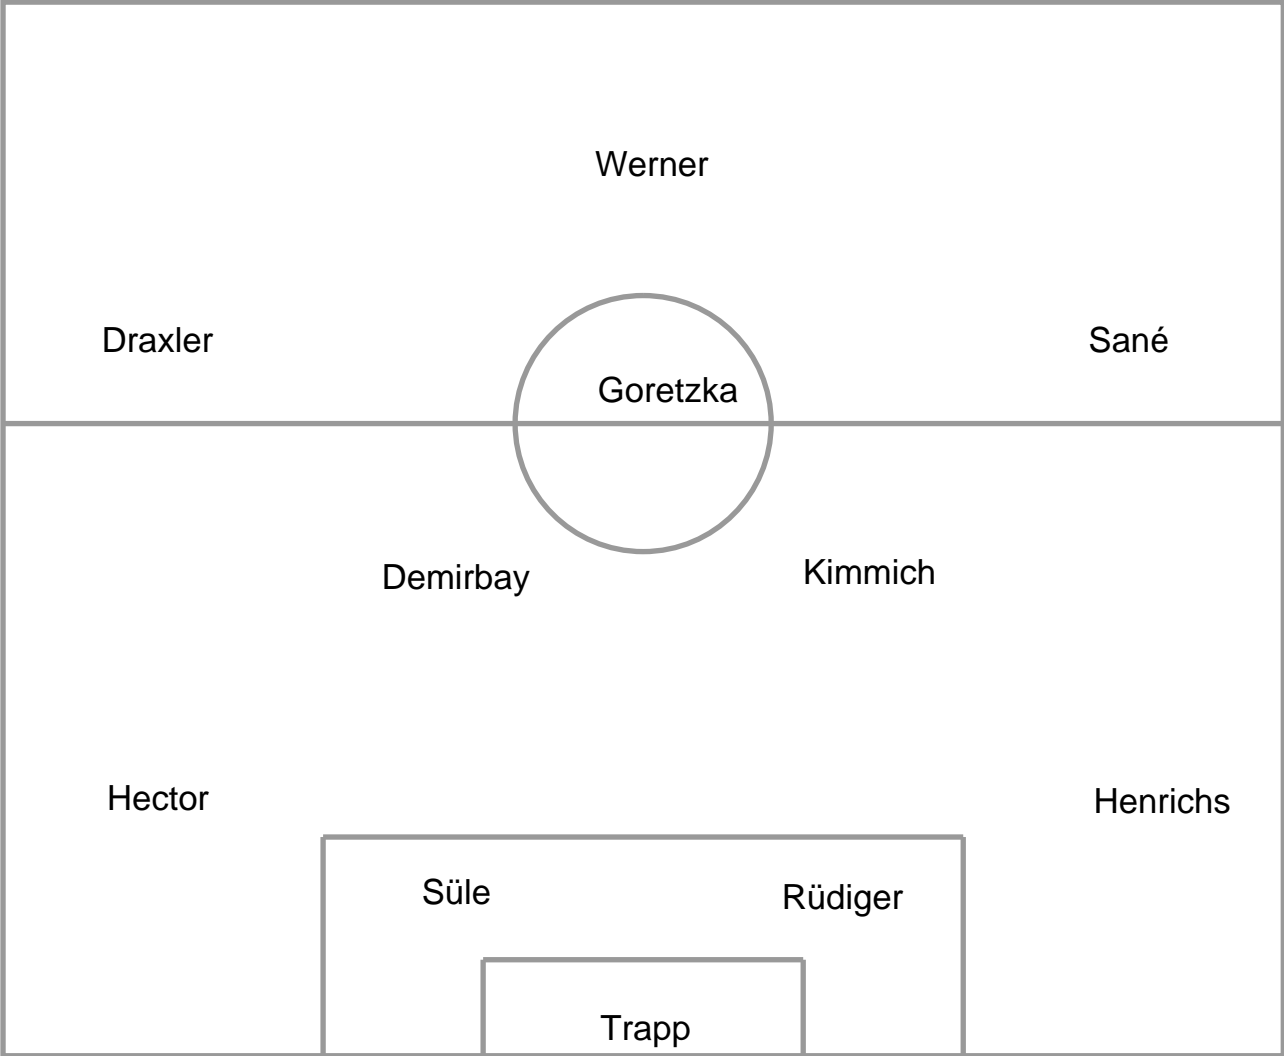 Werner
Draxler
Sané
Goretzka
Demirbay
Kimmich
Hector
Henrichs
Süle
Rüdiger
Trapp